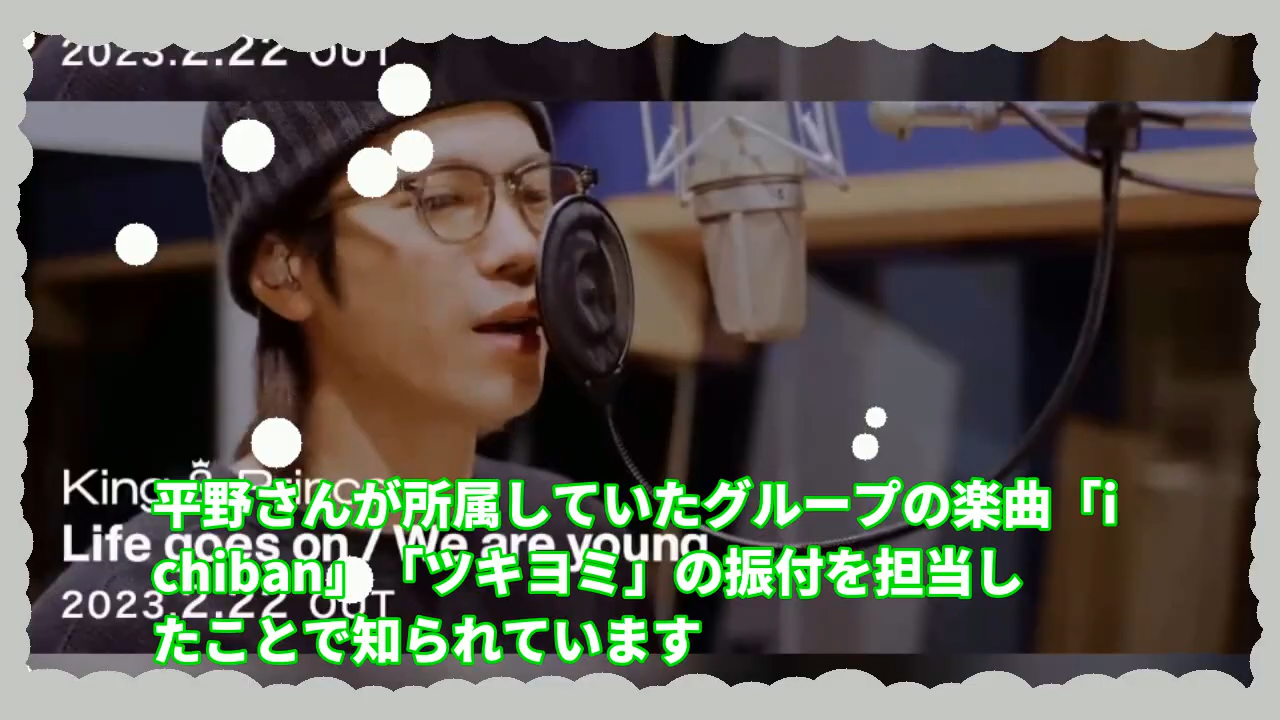 2023.2.22 OUT
King & Prince
Life goes on / We are young
平野さんが所属していたグループの楽曲「i
chiban」「ツキヨミ」の振付を担当し
2023.2.22 OUT
たことで知られています